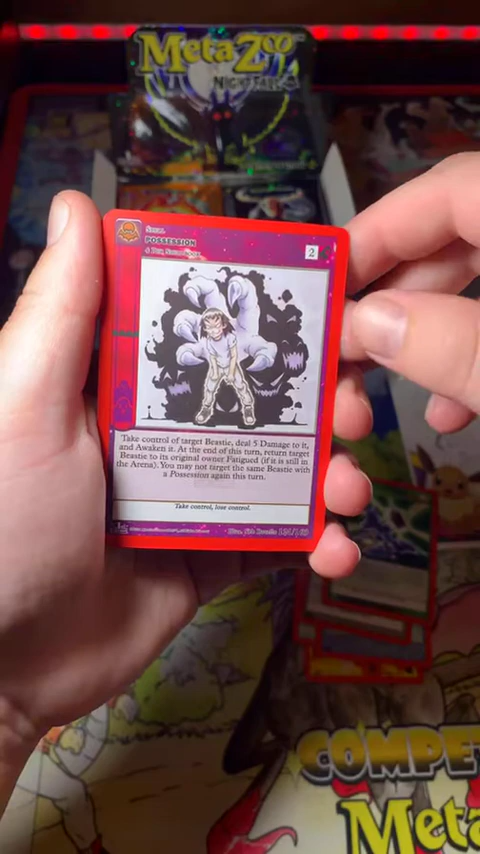 MetaZoo
NIGHTFALL
SPELL
POSSESSION
2
Take control of target Beastie, deal 5 Damage to it,
and Awaken it. At the end of this turn, return target
Beastie to its original owner Fatigued (if it is still in
the Arena). You may not target the same Beastie with
a Possession again this turn.
Take control, lose control.
COMPE
Meta